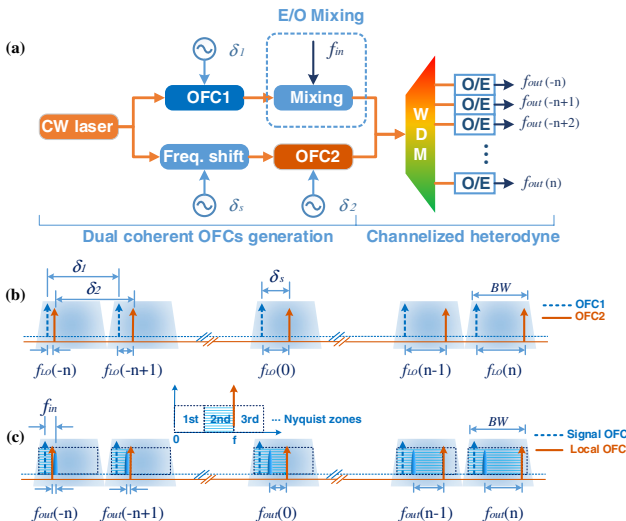 E/O Mixing
(a)
δ1
fin
OFC1
Mixing
CW laser
Freq. shift
OFC2
δs
δ2
WDM
O/E
fout(-n)
O/E
fout(-n+1)
O/E
fout(-n+2)
O/E
fout(n)
Dual coherent OFCs generation
Channelized heterodyne
(b)
δ1
δ2
δs
BW
OFC1
OFC2
fLO(-n)
fLO(-n+1)
fLO(0)
fLO(n-1)
fLO(n)
1st
2nd
3rd
Nyquist zones
0
f
(c)
fin
BW
Signal OFC
Local OFC
fout(-n)
fout(-n+1)
fout(0)
fout(n-1)
fout(n)